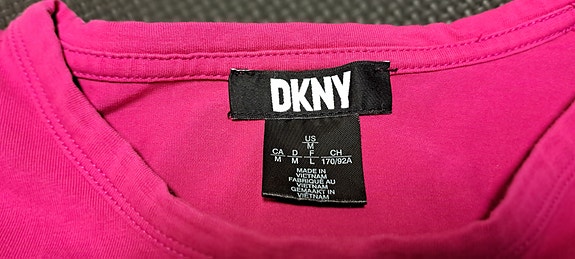 DKNY
US
M
CA D F CH
M M L 170/92A
MADE IN
VIETNAM
FABRIQUÉ AU
VIETNAM
GEMAAKT IN
VIETNAM